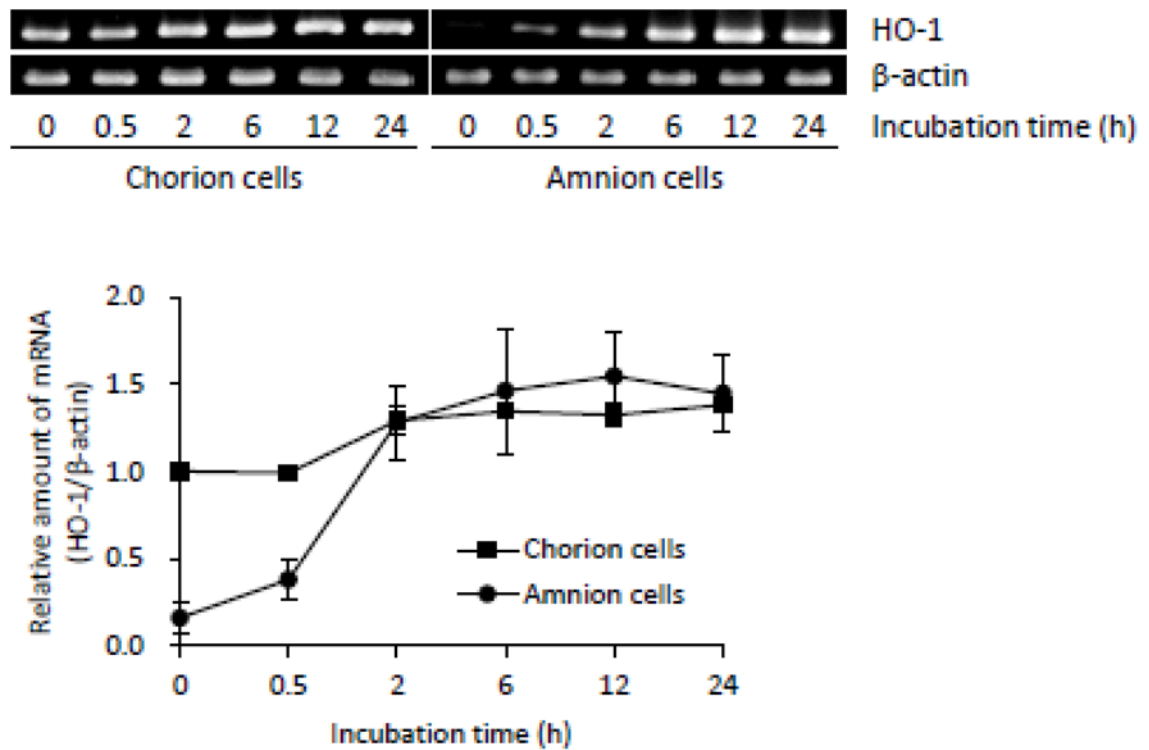 HO-1
β-actin
0 0.5 2 6 12 24 0 0.5 2 6 12 24 Incubation time (h)
Chorion cells Amnion cells
Relative amount of mRNA
(HO-1/β-actin)
2.0
1.5
1.0
0.5
0.0
Chorion cells
Amnion cells
0 0.5 2 6 12 24
Incubation time (h)